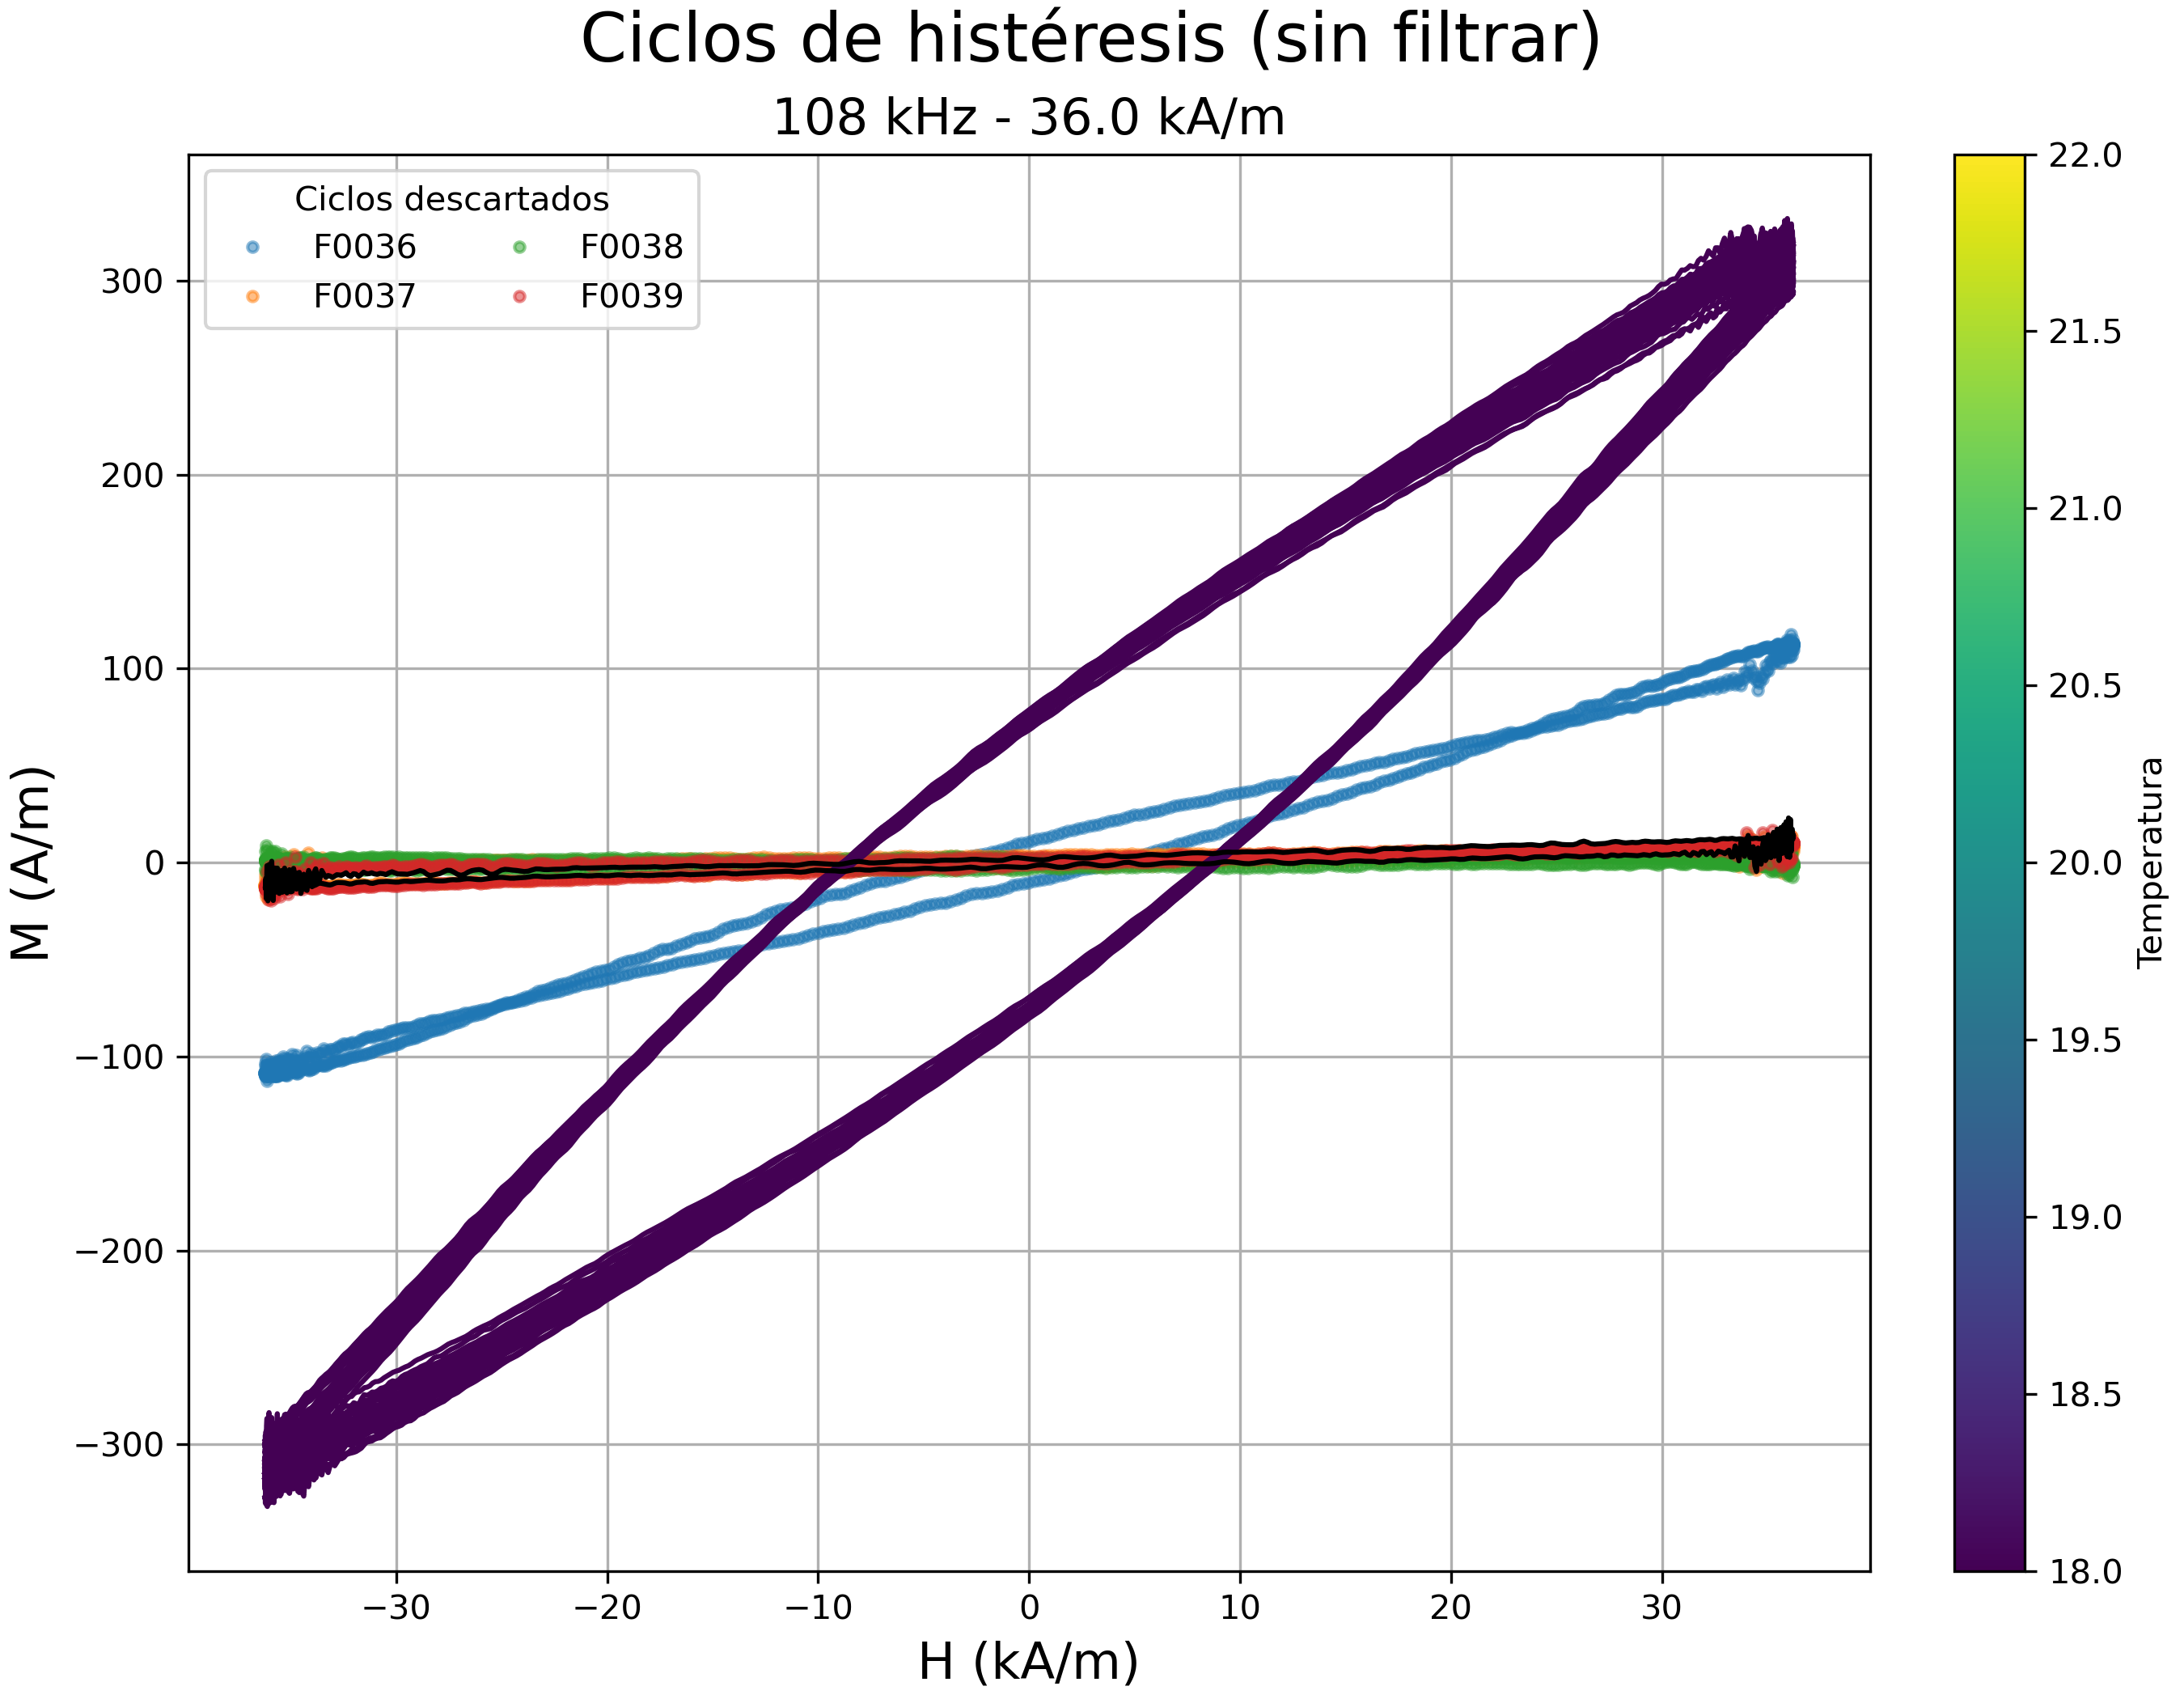 Ciclos de histéresis (sin filtrar)
108 kHz - 36.0 kA/m
Ciclos descartados
F0036
F0037
F0038
F0039
300
200
100
0
−100
−200
−300
M (A/m)
−30
−20
−10
0
10
20
30
H (kA/m)
22.0
21.5
21.0
20.5
20.0
19.5
19.0
18.5
18.0
Temperatura